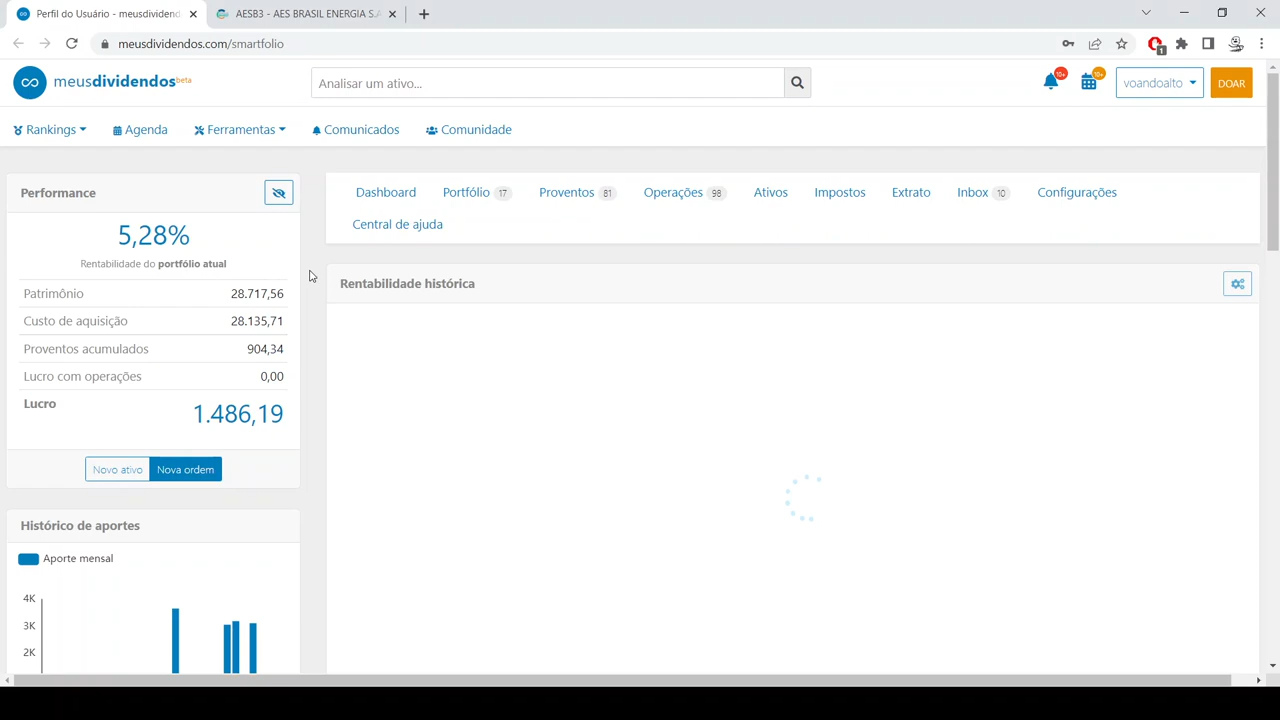 Perfil do Usuário - meusdividend
AESB3 - AES BRASIL ENERGIA S.A
meusdividendos.com/smartfolio
1
meusdividendosbeta
Analisar um ativo...
10+
10+
voandoalto
DOAR
Rankings
Agenda
Ferramentas
Comunicados
Comunidade
Performance
5,28%
Rentabilidade do portfólio atual
Patrimônio 28.717,56
Custo de aquisição 28.135,71
Proventos acumulados 904,34
Lucro com operações 0,00
Lucro 1.486,19
Novo ativo Nova ordem
Histórico de aportes
Aporte mensal
4K
3K
2K
Dashboard Portfólio 17 Proventos 81 Operações 98 Ativos Impostos Extrato Inbox 10 Configurações
Central de ajuda
Rentabilidade histórica